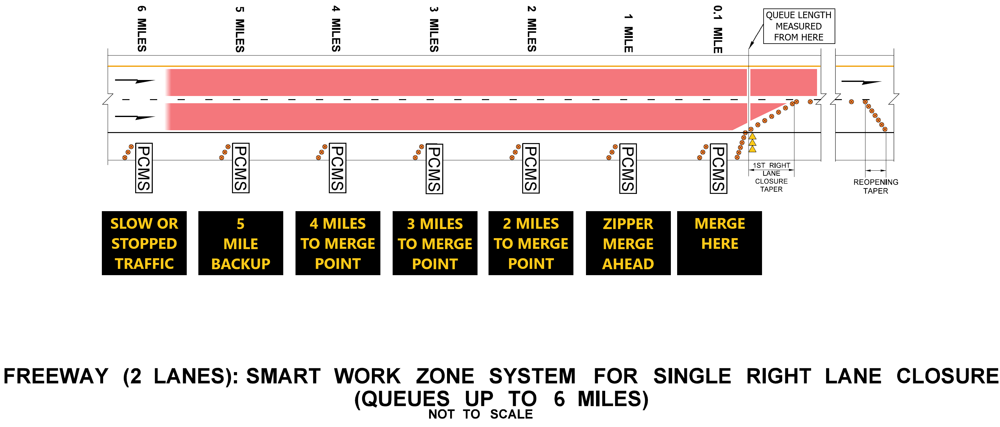 6 MILES
5 MILES
4 MILES
3 MILES
2 MILES
1 MILE
0.1 MILE
QUEUE LENGTH
MEASURED
FROM HERE
PCMS
PCMS
PCMS
PCMS
PCMS
PCMS
PCMS
1ST RIGHT
LANE
CLOSURE
TAPER
REOPENING
TAPER
SLOW OR
STOPPED
TRAFFIC
5
MILE
BACKUP
4 MILES
TO MERGE
POINT
3 MILES
TO MERGE
POINT
2 MILES
TO MERGE
POINT
ZIPPER
MERGE
AHEAD
MERGE
HERE
FREEWAY (2 LANES): SMART WORK ZONE SYSTEM FOR SINGLE RIGHT LANE CLOSURE
(QUEUES UP TO 6 MILES)
NOT TO SCALE